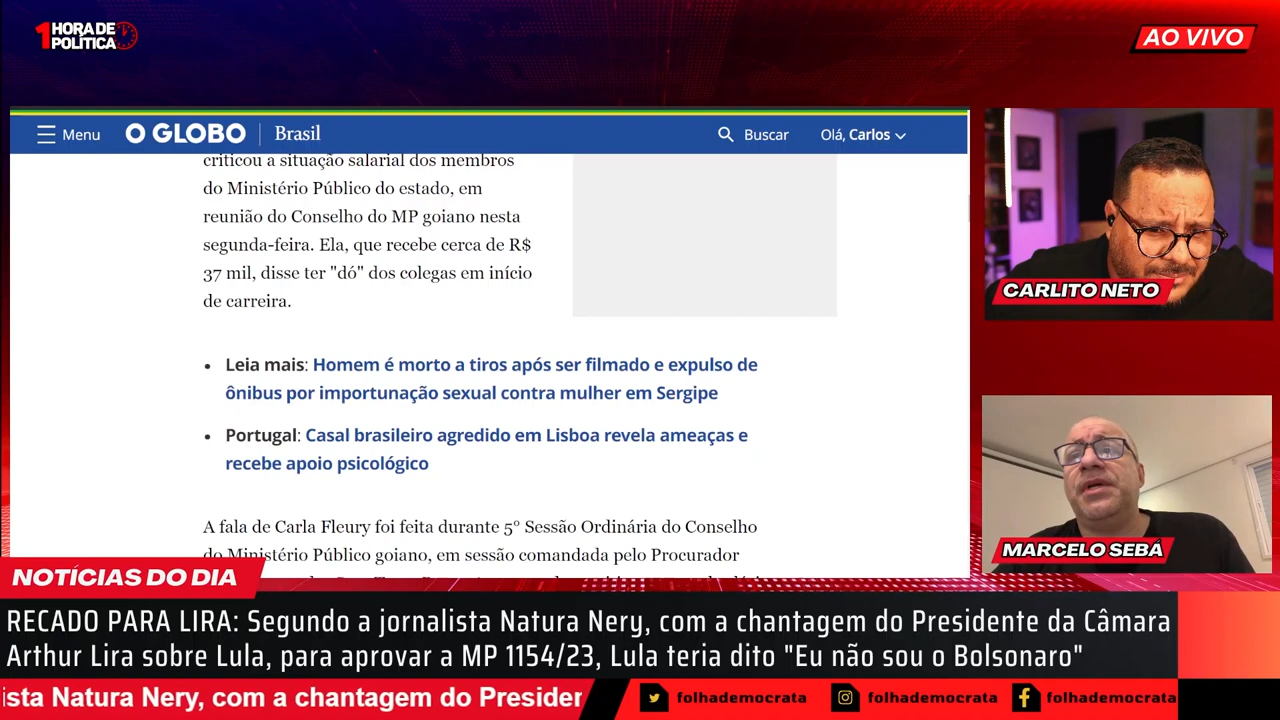 1 HORA DE
POLÍTICA
AO VIVO
Menu
O GLOBO
Brasil
Buscar
Olá, Carlos
criticou a situação salarial dos membros
do Ministério Público do estado, em
reunião do Conselho do MP goiano nesta
segunda-feira. Ela, que recebe cerca de R$
37 mil, disse ter "dó" dos colegas em início
de carreira.
• Leia mais: Homem é morto a tiros após ser filmado e expulso de
ônibus por importunação sexual contra mulher em Sergipe
• Portugal: Casal brasileiro agredido em Lisboa revela ameaças e
recebe apoio psicológico
A fala de Carla Fleury foi feita durante 5º Sessão Ordinária do Conselho
do Ministério Público goiano, em sessão comandada pelo Procurador
CARLITO NETO
MARCELO SEBÁ
NOTÍCIAS DO DIA
RECADO PARA LIRA: Segundo a jornalista Natura Nery, com a chantagem do Presidente da Câmara
Arthur Lira sobre Lula, para aprovar a MP 1154/23, Lula teria dito "Eu não sou o Bolsonaro"
ista Natura Nery, com a chantagem do Presider
folhademocrata
folhademocrata
folhademocrata